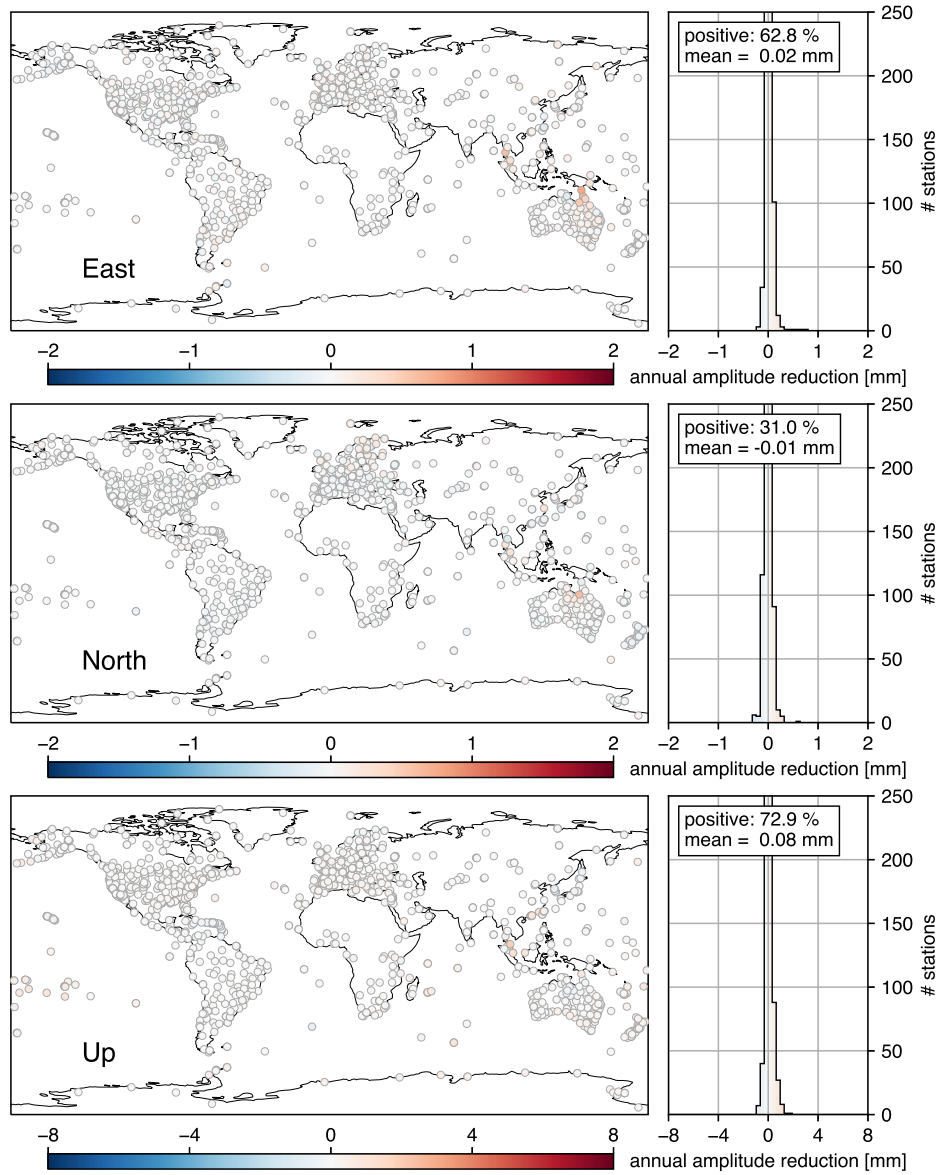 positive: 62.8 %
mean = 0.02 mm
250
200
150
100
50
0
# stations
East
−2 −1 0 1 2
−2 −1 0 1 2
annual amplitude reduction [mm]
positive: 31.0 %
mean = -0.01 mm
250
200
150
100
50
0
# stations
North
−2 −1 0 1 2
−2 −1 0 1 2
annual amplitude reduction [mm]
positive: 72.9 %
mean = 0.08 mm
250
200
150
100
50
0
# stations
Up
−8 −4 0 4 8
−8 −4 0 4 8
annual amplitude reduction [mm]